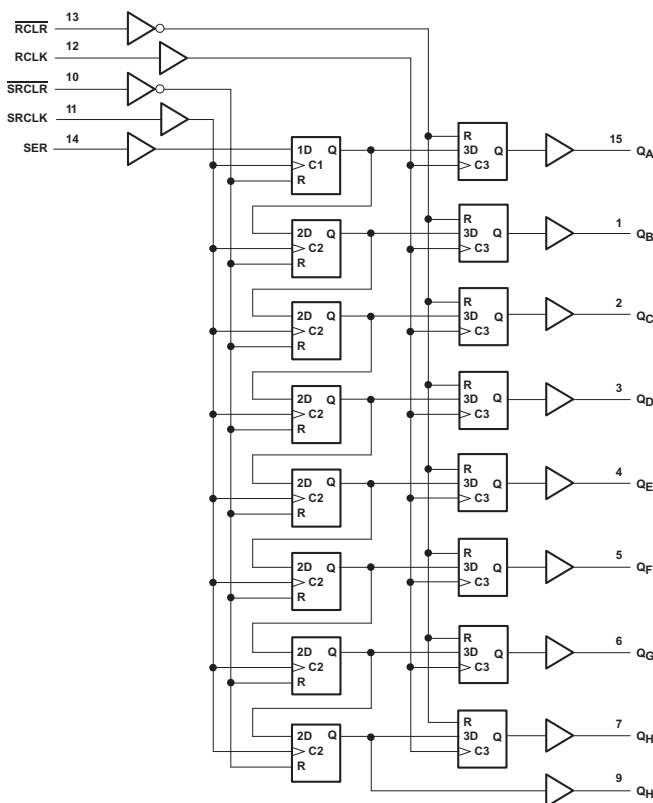 R̅C̅L̅R̅ 13
RCLK 12
S̅R̅C̅L̅R̅ 10
SRCLK 11
SER 14
1D Q C1 R
R 3D Q C3
15 QA
2D Q C2 R
R 3D Q C3
1 QB
2D Q C2 R
R 3D Q C3
2 QC
2D Q C2 R
R 3D Q C3
3 QD
2D Q C2 R
R 3D Q C3
4 QE
2D Q C2 R
R 3D Q C3
5 QF
2D Q C2 R
R 3D Q C3
6 QG
2D Q C2 R
R 3D Q C3
7 QH
9 QH